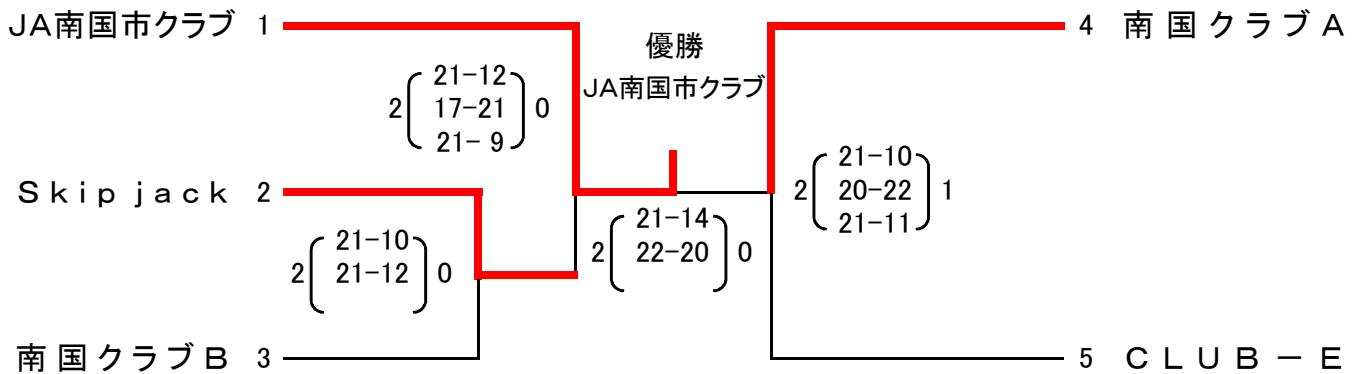 JA南国市クラブ 1
4 南国クラブA
優勝
JA南国市クラブ
21-12
2 17-21 0
21- 9
21-10
2 20-22 1
21-11
Skip jack 2
21-14
2 22-20 0
21-10
2 21-12 0
南国クラブB 3
5 CLUB-E